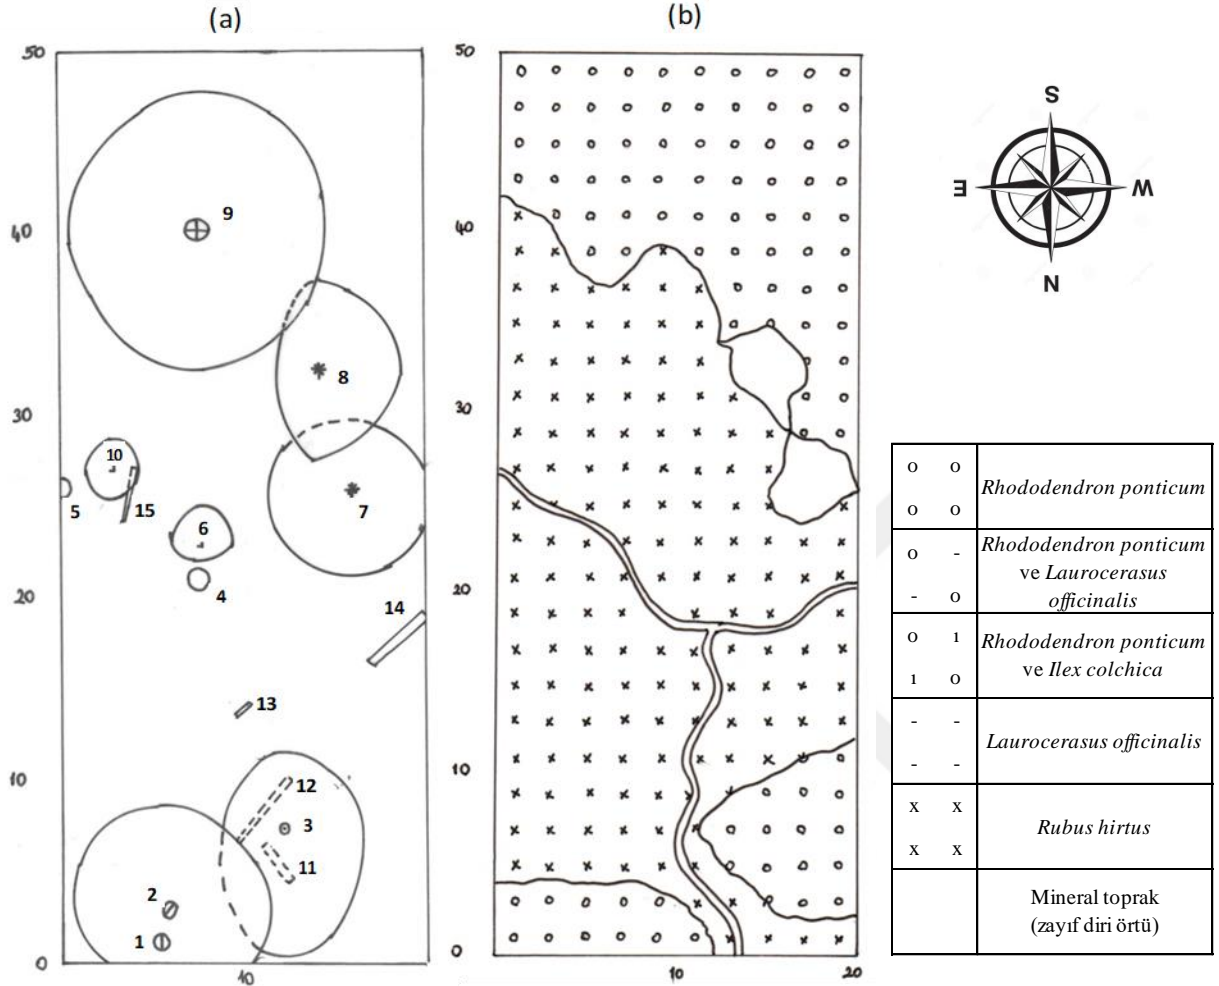 (a)
50
40
30
20
10
0
10
9
8
10
5
15
6
7
4
14
13
12
3
11
2
1
(b)
50
40
30
20
10
0
10
20
S
E
W
N
o o
o o
Rhododendron ponticum
o -
- o
Rhododendron ponticum
ve Laurocerasus
officinalis
o ı
ı o
Rhododendron ponticum
ve Ilex colchica
- -
- -
Laurocerasus officinalis
x x
x x
Rubus hirtus
Mineral toprak
(zayıf diri örtü)